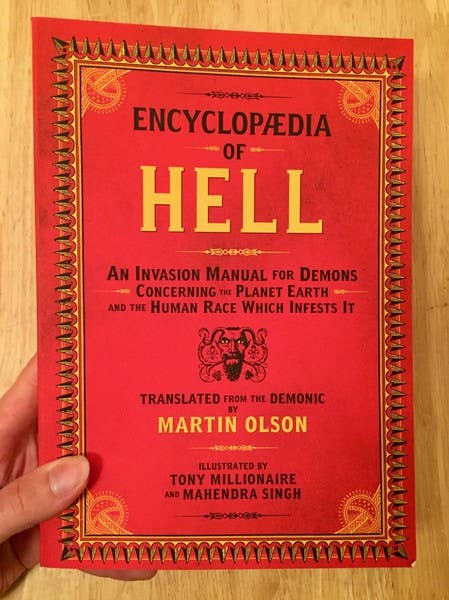 ENCYCLOPÆDIA
OF
HELL
AN INVASION MANUAL FOR DEMONS
CONCERNING THE PLANET EARTH
AND THE HUMAN RACE WHICH INFESTS IT
TRANSLATED FROM THE DEMONIC
BY
MARTIN OLSON
ILLUSTRATED BY
TONY MILLIONAIRE
AND MAHENDRA SINGH